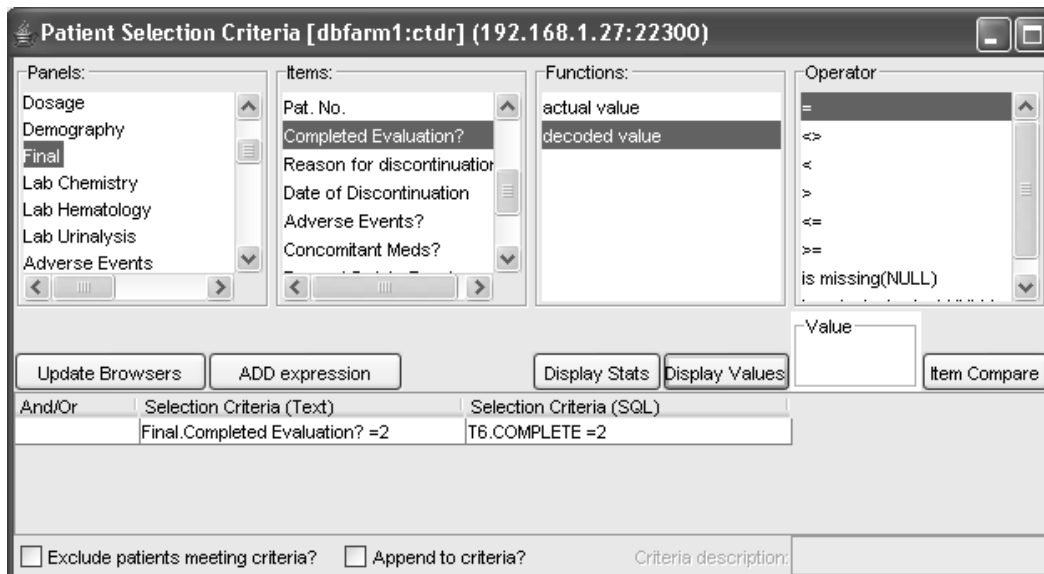 Patient Selection Criteria [dbfarm1:ctdr] (192.168.1.27:22300)
Panels:
Dosage
Demography
Final
Lab Chemistry
Lab Hematology
Lab Urinalysis
Adverse Events
Items:
Pat. No.
Completed Evaluation?
Reason for discontinuation
Date of Discontinuation
Adverse Events?
Concomitant Meds?
Functions:
actual value
decoded value
Operator
=
<>
<
>
<=
>=
is missing(NULL)
Value
Update Browsers
ADD expression
Display Stats
Display Values
Item Compare
And/Or Selection Criteria (Text) Selection Criteria (SQL)
Final.Completed Evaluation? =2 T6.COMPLETE =2
Exclude patients meeting criteria? Append to criteria? Criteria description: